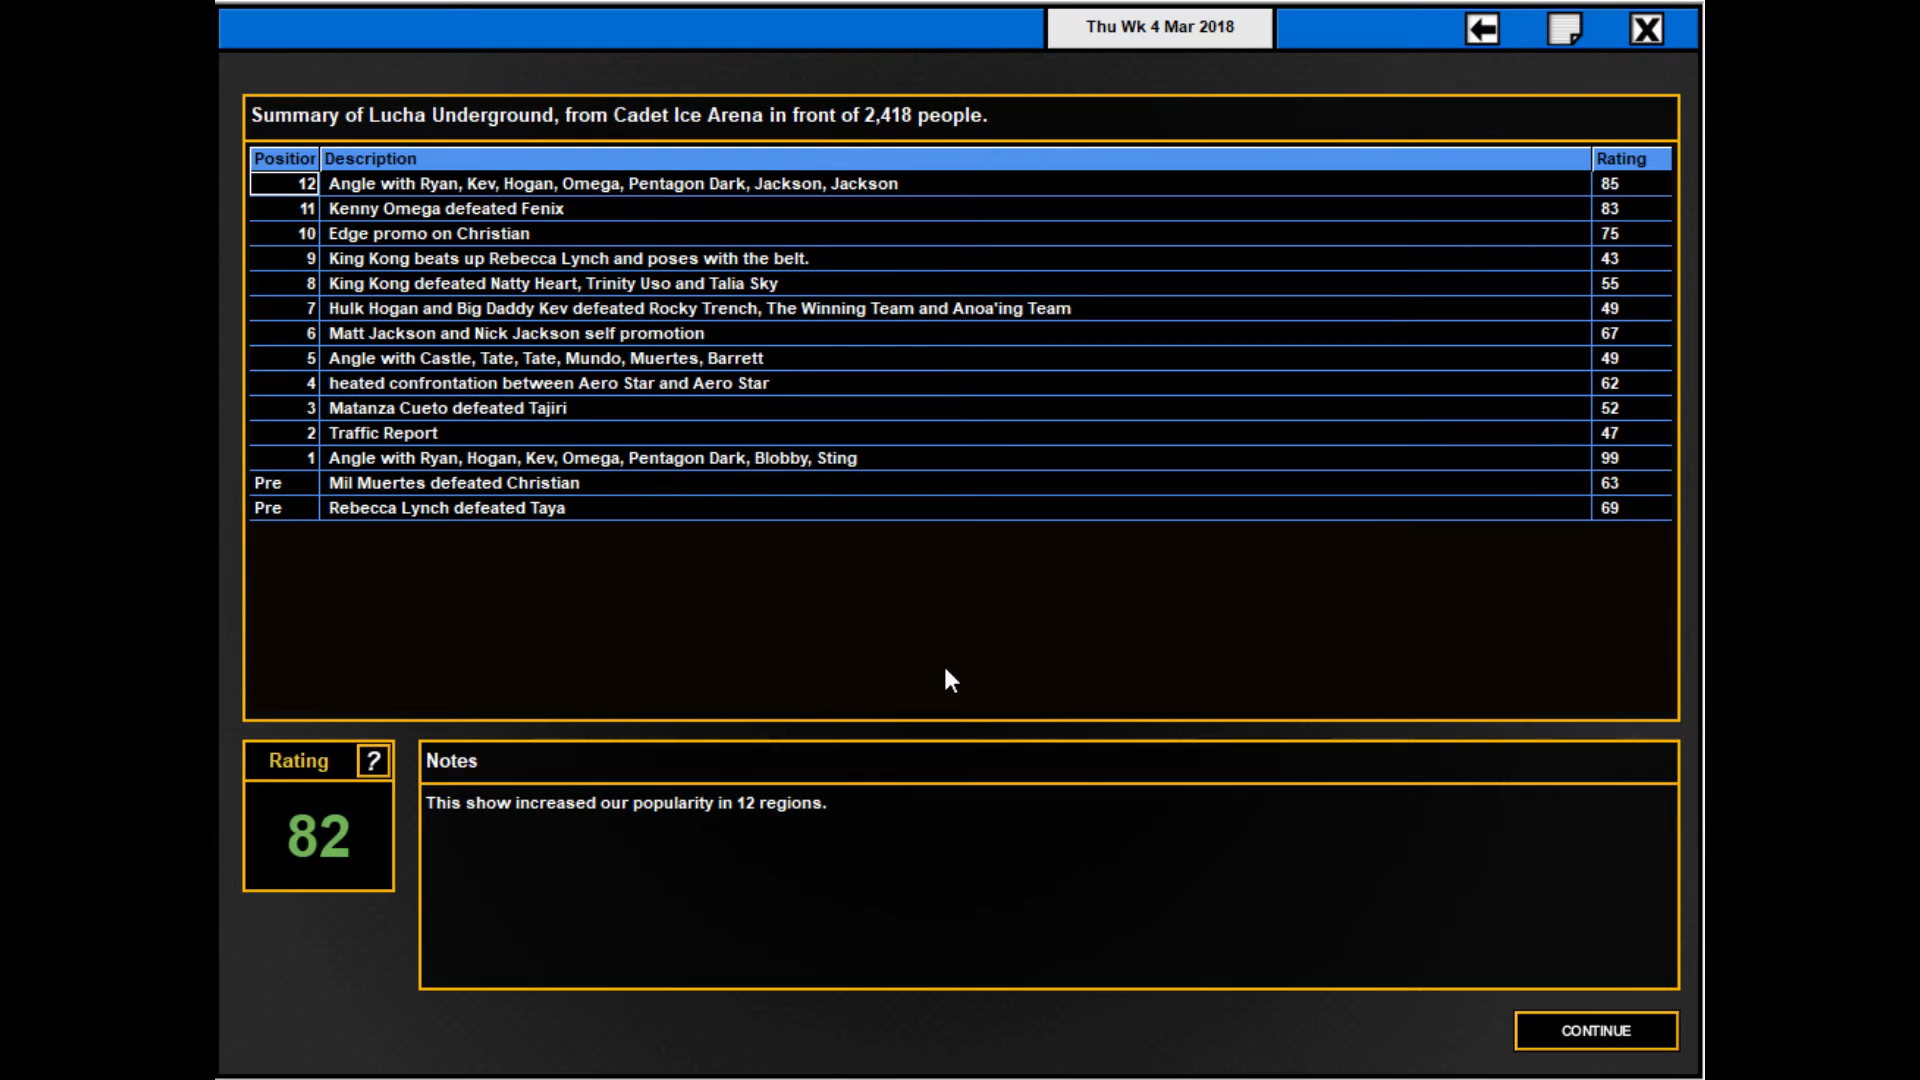 Thu Wk 4 Mar 2018
Summary of Lucha Underground, from Cadet Ice Arena in front of 2,418 people.
Position Description Rating
12 Angle with Ryan, Kev, Hogan, Omega, Pentagon Dark, Jackson, Jackson 85
11 Kenny Omega defeated Fenix 83
10 Edge promo on Christian 75
9 King Kong beats up Rebecca Lynch and poses with the belt. 43
8 King Kong defeated Natty Heart, Trinity Uso and Talia Sky 55
7 Hulk Hogan and Big Daddy Kev defeated Rocky Trench, The Winning Team and Anoa'ing Team 49
6 Matt Jackson and Nick Jackson self promotion 67
5 Angle with Castle, Tate, Tate, Mundo, Muertes, Barrett 49
4 heated confrontation between Aero Star and Aero Star 62
3 Matanza Cueto defeated Tajiri 52
2 Traffic Report 47
1 Angle with Ryan, Hogan, Kev, Omega, Pentagon Dark, Blobby, Sting 99
Pre Mil Muertes defeated Christian 63
Pre Rebecca Lynch defeated Taya 69
Rating ?
82
Notes
This show increased our popularity in 12 regions.
CONTINUE